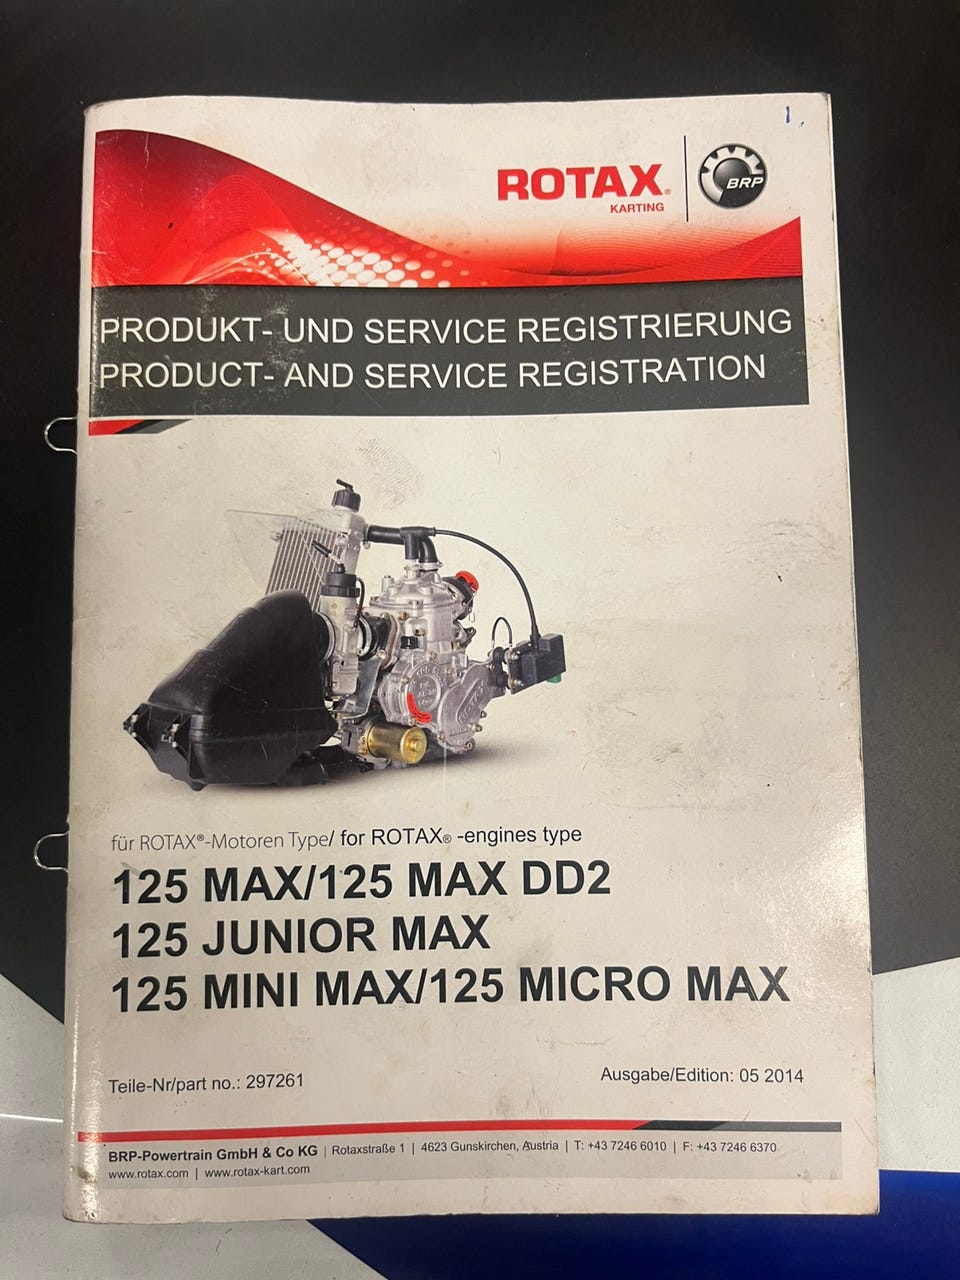 1.
ROTAX®
KARTING
BRP
PRODUKT- UND SERVICE REGISTRIERUNG
PRODUCT- AND SERVICE REGISTRATION
ROTAX
für ROTAX®-Motoren Type/ for ROTAX® -engines type
125 MAX/125 MAX DD2
125 JUNIOR MAX
125 MINI MAX/125 MICRO MAX
Teile-Nr/part no.: 297261
Ausgabe/Edition: 05 2014
BRP-Powertrain GmbH & Co KG | Rotaxstraße 1 | 4623 Gunskirchen, Austria | T: +43 7246 6010 | F: +43 7246 6370
www.rotax.com | www.rotax-kart.com